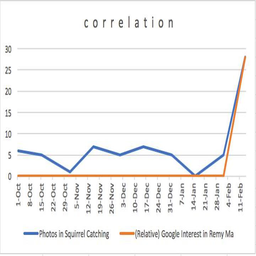 correlation
30
25
20
15
10
5
0
1-Oct
8-Oct
15-Oct
22-Oct
29-Oct
5-Nov
12-Nov
19-Nov
26-Nov
3-Dec
10-Dec
17-Dec
24-Dec
31-Dec
7-Jan
14-Jan
21-Jan
28-Jan
4-Feb
11-Feb
Photos in Squirrel Catching
(Relative) Google Interest in Remy Ma